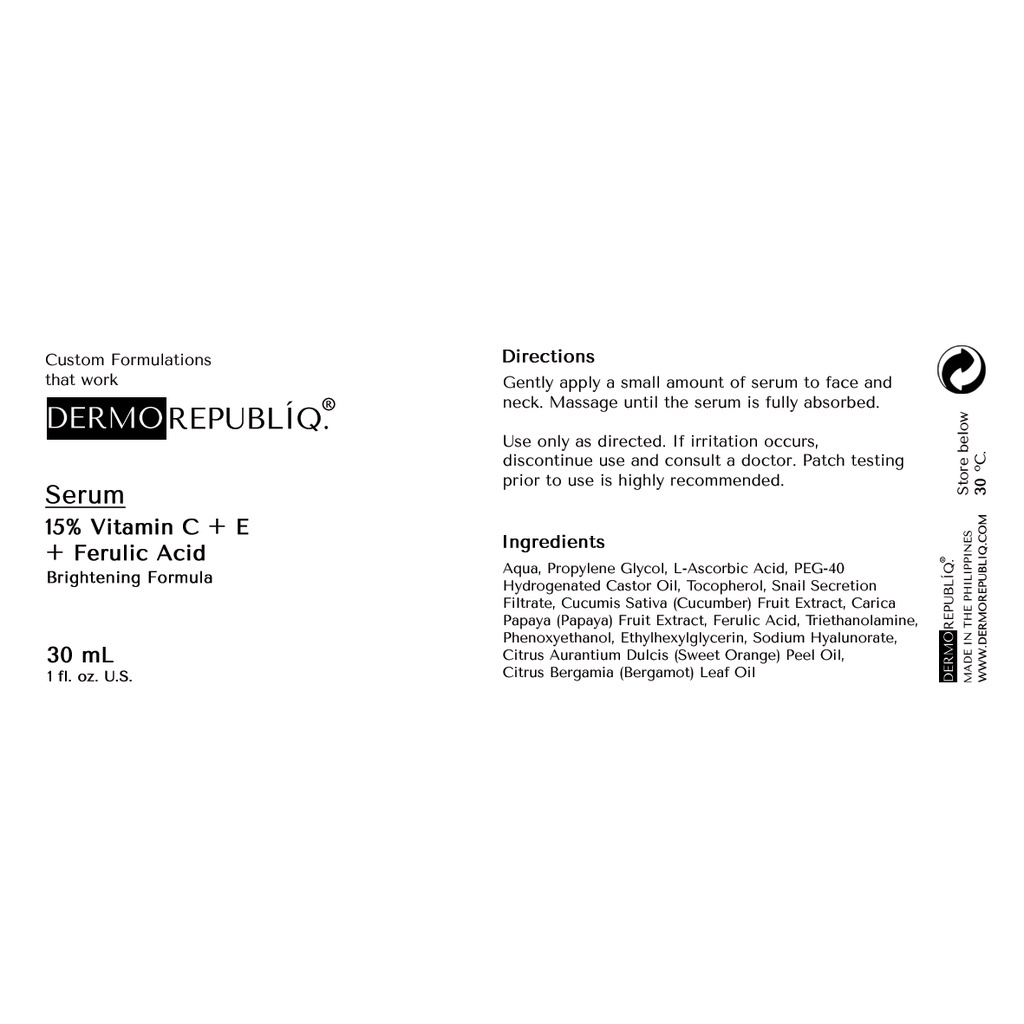 Custom Formulations
that work
DERMOREPUBLÍQ.®
Serum
15% Vitamin C + E
+ Ferulic Acid
Brightening Formula
30 mL
1 fl. oz. U.S.
Directions
Gently apply a small amount of serum to face and
neck. Massage until the serum is fully absorbed.
Use only as directed. If irritation occurs,
discontinue use and consult a doctor. Patch testing
prior to use is highly recommended.
Ingredients
Aqua, Propylene Glycol, L-Ascorbic Acid, PEG-40
Hydrogenated Castor Oil, Tocopherol, Snail Secretion
Filtrate, Cucumis Sativa (Cucumber) Fruit Extract, Carica
Papaya (Papaya) Fruit Extract, Ferulic Acid, Triethanolamine,
Phenoxyethanol, Ethylhexylglycerin, Sodium Hyalunorate,
Citrus Aurantium Dulcis (Sweet Orange) Peel Oil,
Citrus Bergamia (Bergamot) Leaf Oil
Store below
30 °C.
DERMOREPUBLÍQ.®
MADE IN THE PHILIPPINES
WWW.DERMOREPUBLIQ.COM